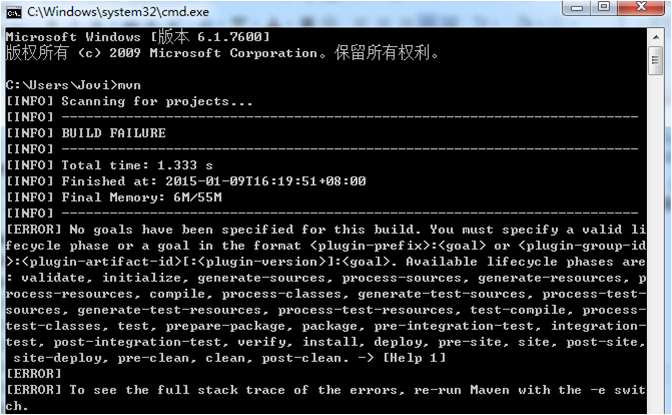 C:\Windows\system32\cmd.exe
Microsoft Windows [版本 6.1.7600]
版权所有 (c) 2009 Microsoft Corporation。保留所有权利。
C:\Users\Jovi>mvn
[INFO] Scanning for projects...
[INFO] ------------------------------------------------------------------------
[INFO] BUILD FAILURE
[INFO] ------------------------------------------------------------------------
[INFO] Total time: 1.333 s
[INFO] Finished at: 2015-01-09T16:19:51+08:00
[INFO] Final Memory: 6M/55M
[INFO] ------------------------------------------------------------------------
[ERROR] No goals have been specified for this build. You must specify a valid li
fecycle phase or a goal in the format <plugin-prefix>:<goal> or <plugin-group-id
>:<plugin-artifact-id>[:<plugin-version>]:<goal>. Available lifecycle phases are
: validate, initialize, generate-sources, process-sources, generate-resources, p
rocess-resources, compile, process-classes, generate-test-sources, process-test-
sources, generate-test-resources, process-test-resources, test-compile, process-
test-classes, test, prepare-package, package, pre-integration-test, integration-
test, post-integration-test, verify, install, deploy, pre-site, site, post-site,
 site-deploy, pre-clean, clean, post-clean. -> [Help 1]
[ERROR]
[ERROR] To see the full stack trace of the errors, re-run Maven with the -e swit
ch.